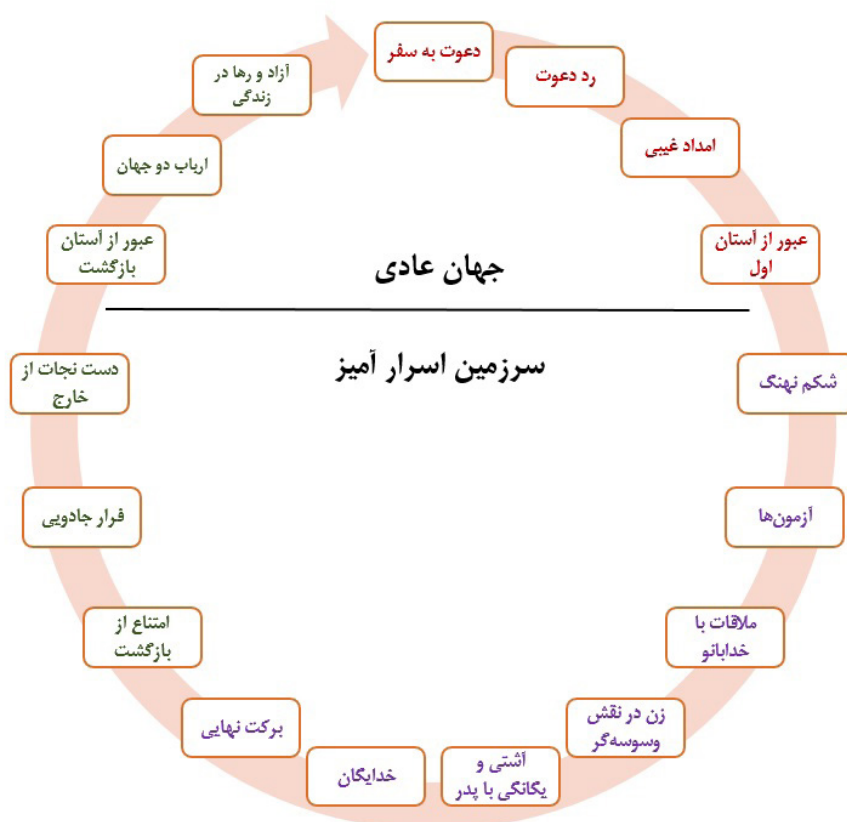 دعوت به سفر
رد دعوت
امداد غیبی
عبور از آستان
اول
شکم نهنگ
آزمون‌ها
ملاقات با
خدابانو
زن در نقش
وسوسه‌گر
آشتی و
یگانگی با پدر
خدایگان
برکت نهایی
امتناع از
بازگشت
فرار جادویی
دست نجات از
خارج
عبور از آستان
بازگشت
ارباب دو جهان
آزاد و رها در
زندگی
جهان عادی
سرزمین اسرار آمیز